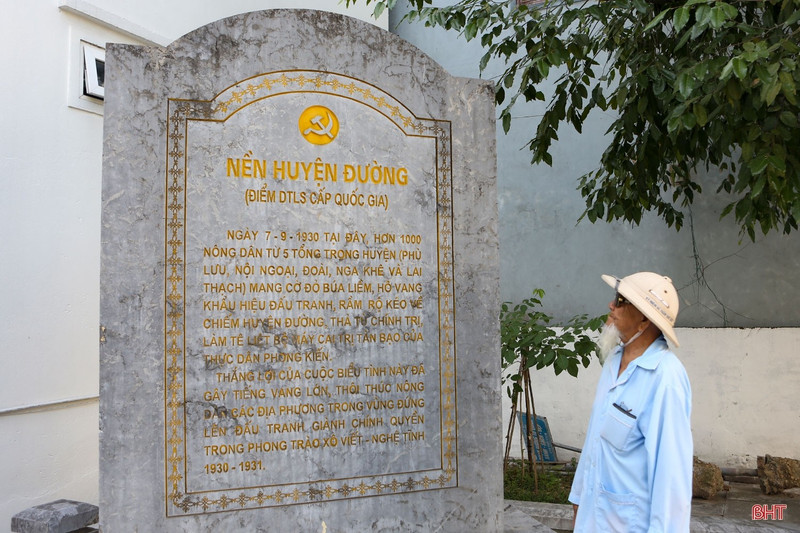 NỀN HUYỆN ĐƯỜNG
(ĐIỂM DTLS CẤP QUỐC GIA)
NGÀY 7-9-1930 TẠI ĐÂY, HƠN 1000
NÔNG DÂN TỪ 5 TỔNG TRONG HUYỆN (PHÙ
LƯU, NỘI NGOẠI, ĐOÀI, NGA KHÊ VÀ LAI
THẠCH) MANG CỜ ĐỎ BÚA LIỀM, HÔ VANG
KHẨU HIỆU ĐẤU TRANH, RẦM RỘ KÉO VỀ
CHIẾM HUYỆN ĐƯỜNG, THẢ TÙ CHÍNH TRỊ,
LÀM TÊ LIỆT BỘ MÁY CAI TRỊ TÀN BẠO CỦA
THỰC DÂN PHONG KIẾN.
THẮNG LỢI CỦA CUỘC BIỂU TÌNH NÀY ĐÃ
GÂY TIẾNG VANG LỚN, THÔI THÚC NÔNG
DÂN CÁC ĐỊA PHƯƠNG TRONG VÙNG ĐỨNG
LÊN ĐẤU TRANH, GIÀNH CHÍNH QUYỀN
TRONG PHONG TRÀO XÔ VIẾT - NGHỆ TĨNH
1930 - 1931.
BHT